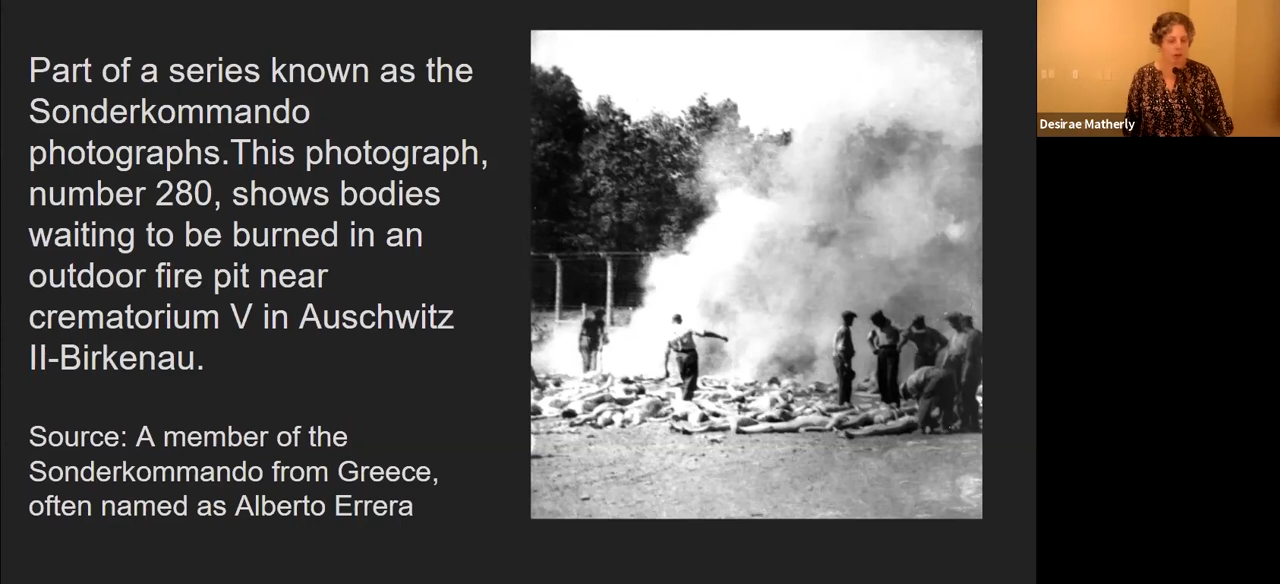 Part of a series known as the
Sonderkommando
photographs.This photograph,
number 280, shows bodies
waiting to be burned in an
outdoor fire pit near
crematorium V in Auschwitz
II-Birkenau.
Source: A member of the
Sonderkommando from Greece,
often named as Alberto Errera
Desirae Matherly